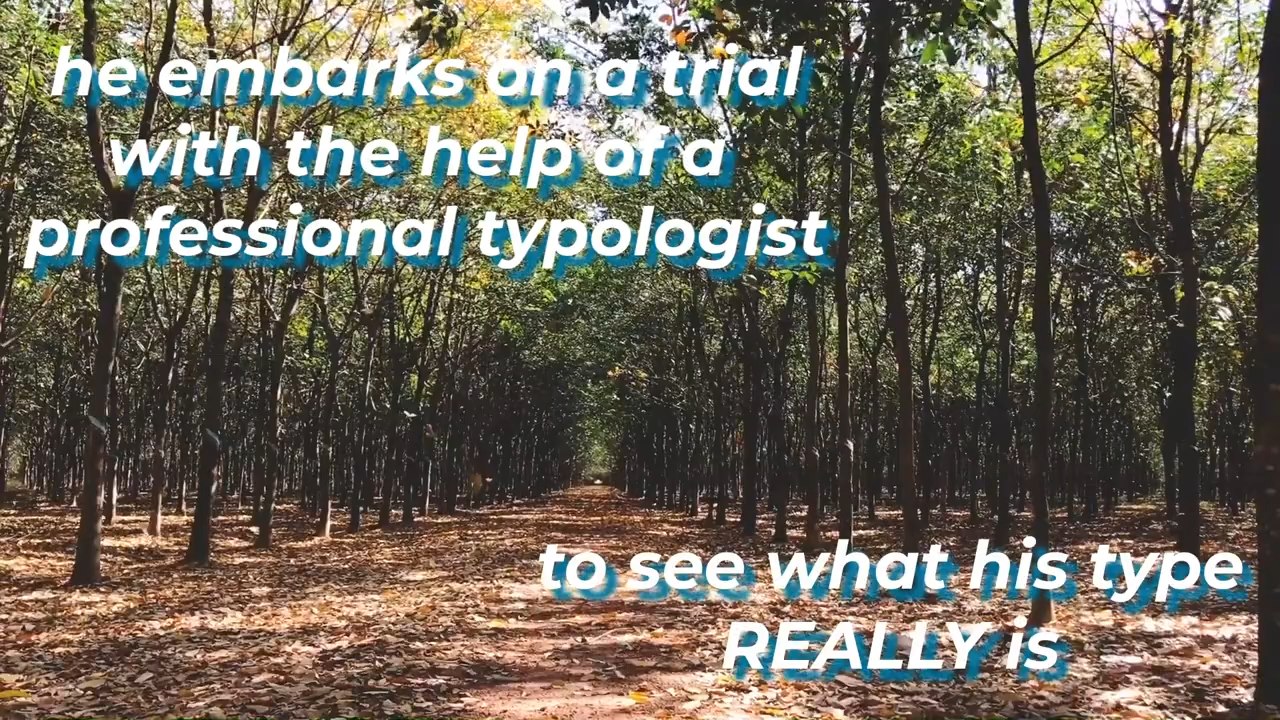 he embarks on a trial
with the help of a
professional typologist
to see what his type
REALLY is